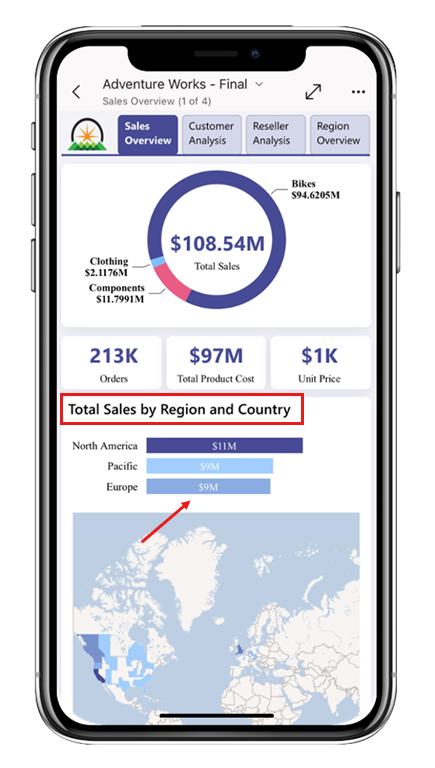 Adventure Works - Final
Sales Overview (1 of 4)
Sales Overview
Customer Analysis
Reseller Analysis
Region Overview
Bikes
$94.6205M
$108.54M
Total Sales
Clothing
$2.1176M
Components
$11.7991M
213K
Orders
$97M
Total Product Cost
$1K
Unit Price
Total Sales by Region and Country
North America $11M
Pacific $9M
Europe $9M